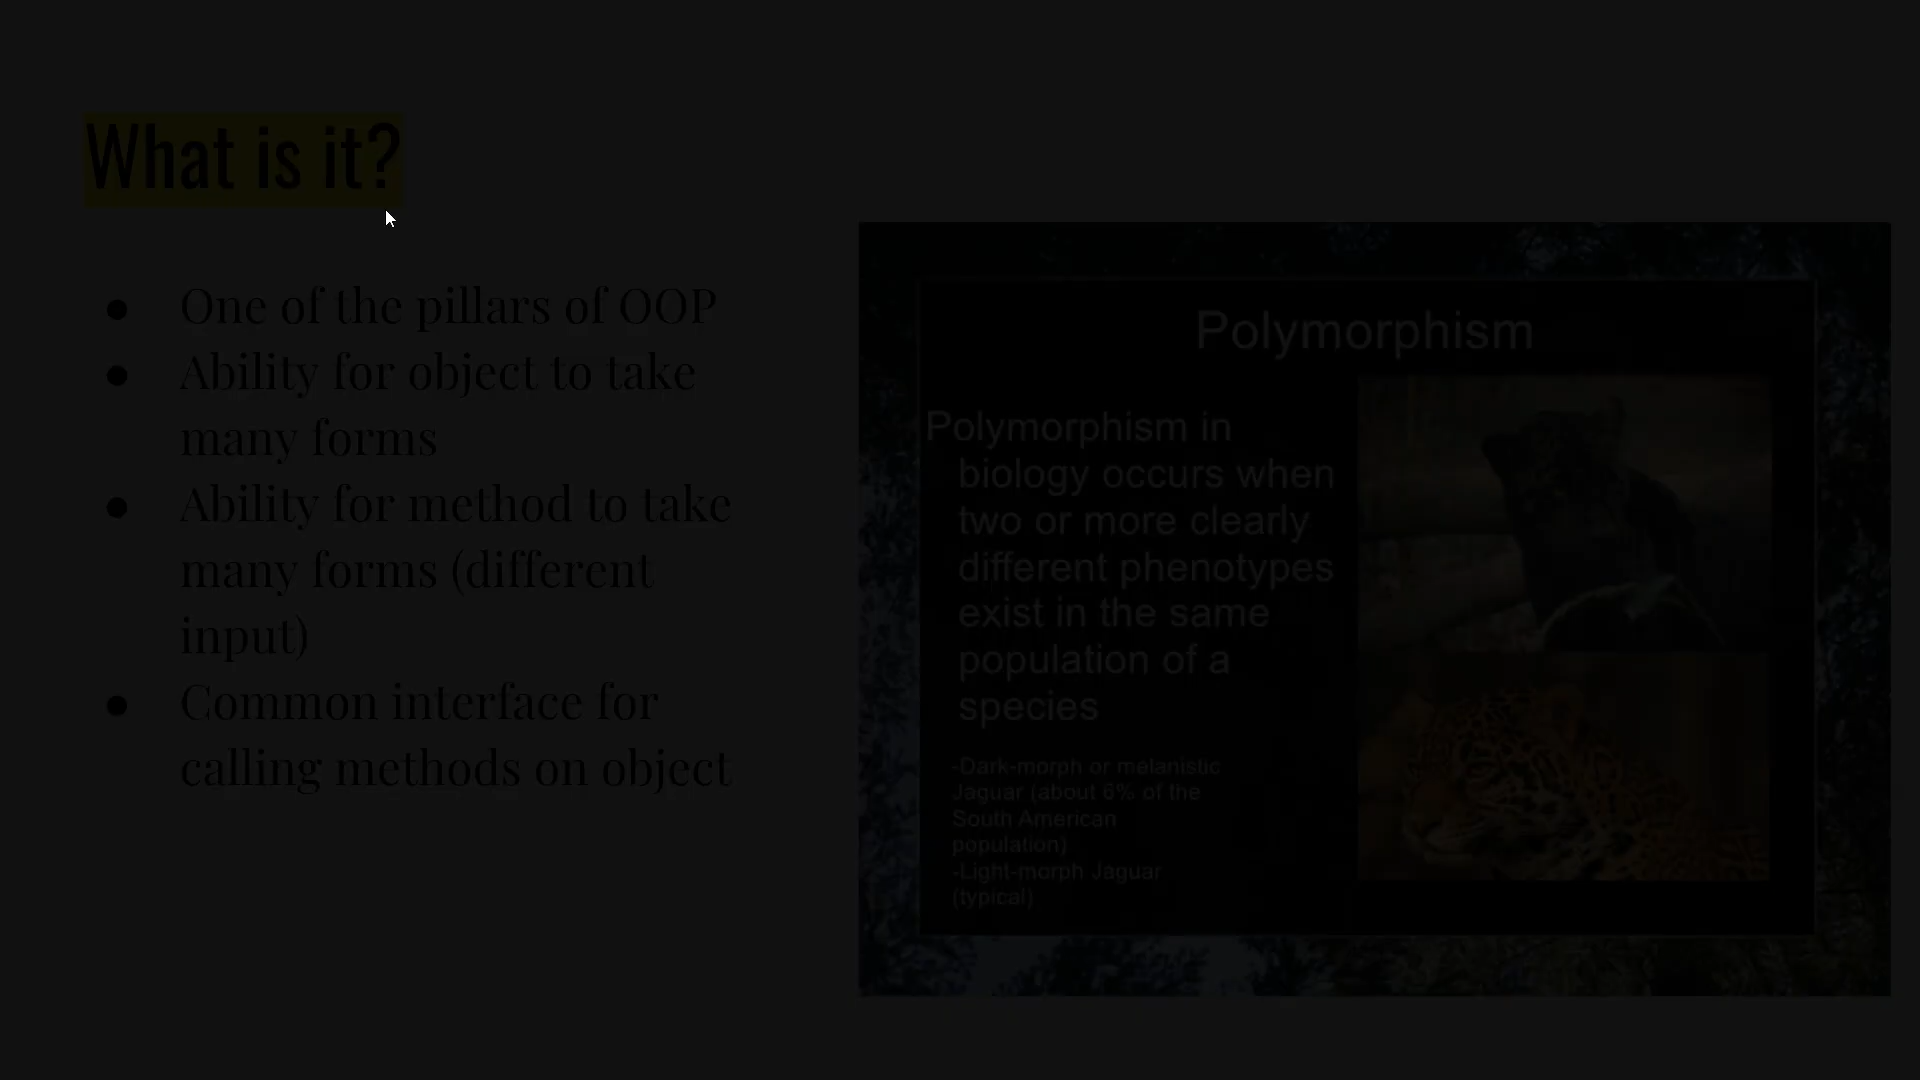 What is it?
● One of the pillars of OOP
● Ability for object to take
many forms
● Ability for method to take
many forms (different
input)
● Common interface for
calling methods on object
Polymorphism
Polymorphism in
biology occurs when
two or more clearly
different phenotypes
exist in the same
population of a
species
-Dark-morph or melanistic
Jaguar (about 6% of the
South American
population)
-Light-morph Jaguar
(typical)